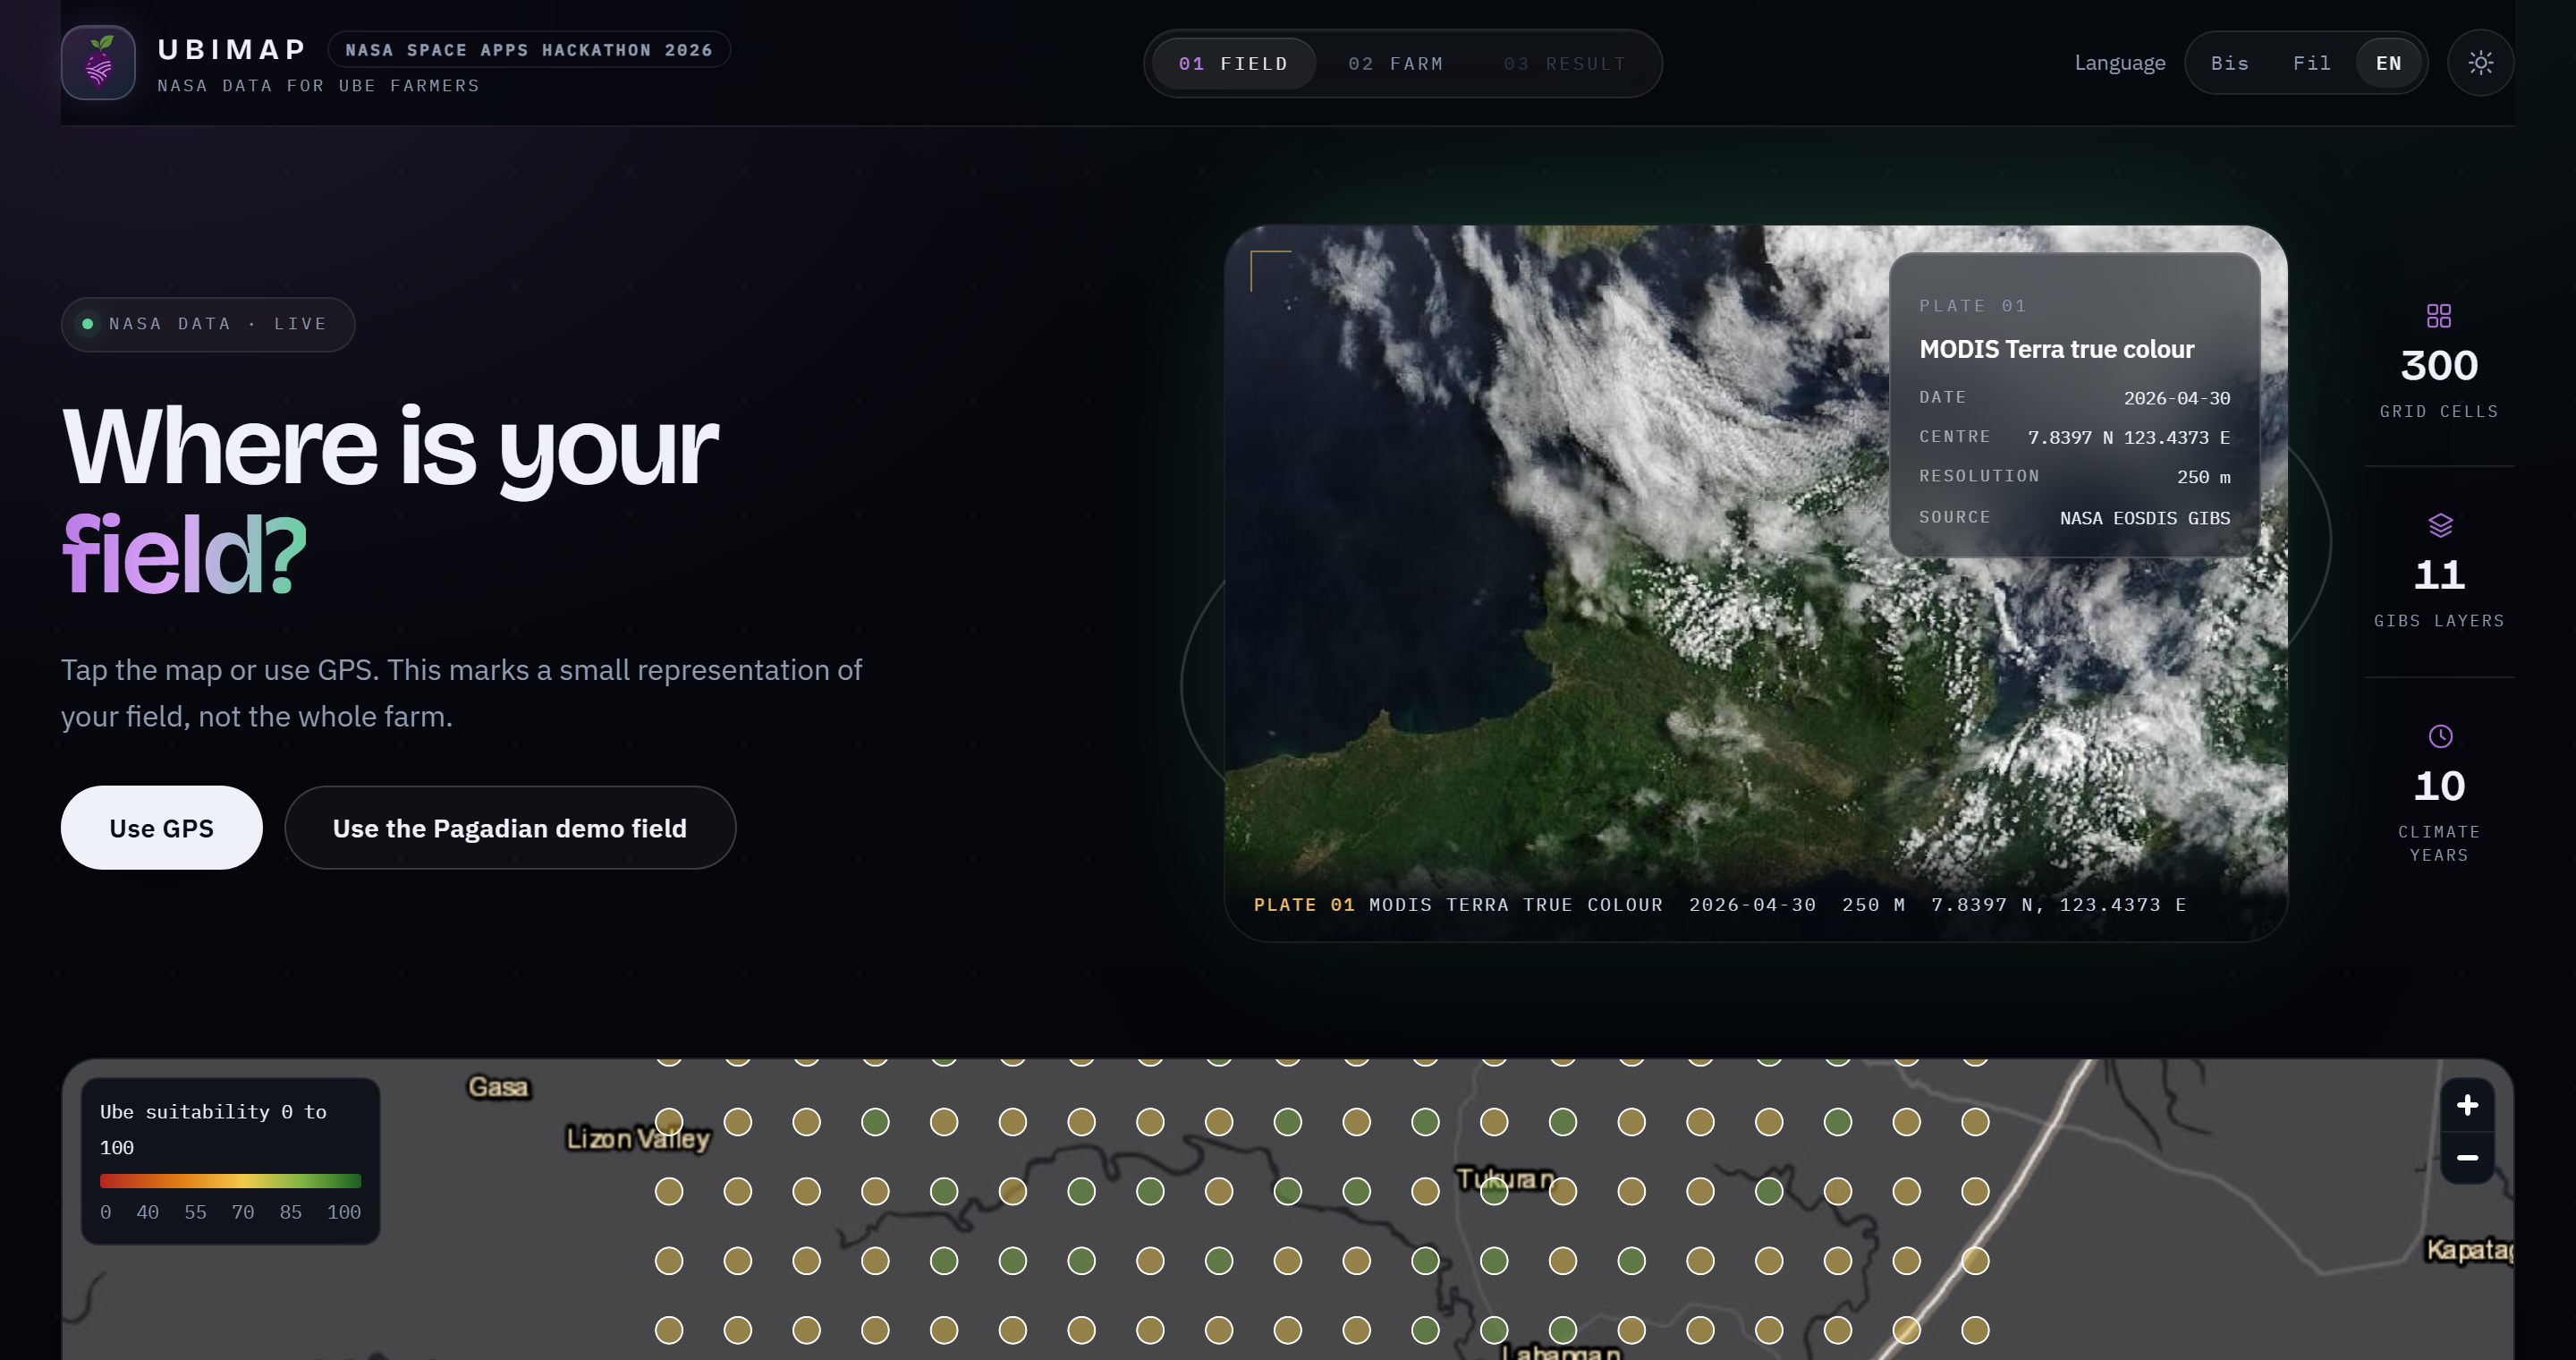 UBIMAP
NASA SPACE APPS HACKATHON 2026
NASA DATA FOR UBE FARMERS
01 FIELD
02 FARM
03 RESULT
Language
Bis
Fil
EN
NASA DATA · LIVE
Where is your
field?
Tap the map or use GPS. This marks a small representation of
your field, not the whole farm.
Use GPS
Use the Pagadian demo field
PLATE 01
MODIS Terra true colour
DATE 2026-04-30
CENTRE 7.8397 N 123.4373 E
RESOLUTION 250 m
SOURCE NASA EOSDIS GIBS
PLATE 01 MODIS TERRA TRUE COLOUR 2026-04-30 250 M 7.8397 N, 123.4373 E
300
GRID CELLS
11
GIBS LAYERS
10
CLIMATE
YEARS
Ube suitability 0 to
100
0 40 55 70 85 100
Gasa
Lizon Valley
Tukuran
Labangan
Kapatag
+
−